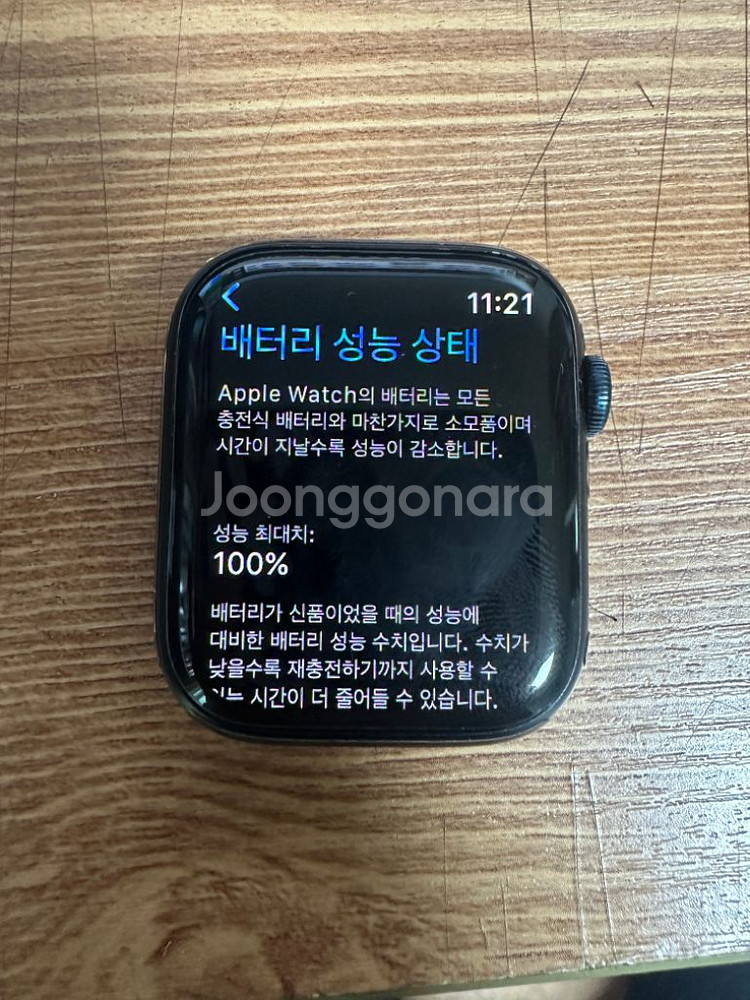 11:21
배터리 성능 상태
Apple Watch의 배터리는 모든
충전식 배터리와 마찬가지로 소모품이며
시간이 지날수록 성능이 감소합니다.
Joonggonara
성능 최대치:
100%
배터리가 신품이었을 때의 성능에
대비한 배터리 성능 수치입니다. 수치가
낮을수록 재충전하기까지 사용할 수
있는 시간이 더 줄어들 수 있습니다.